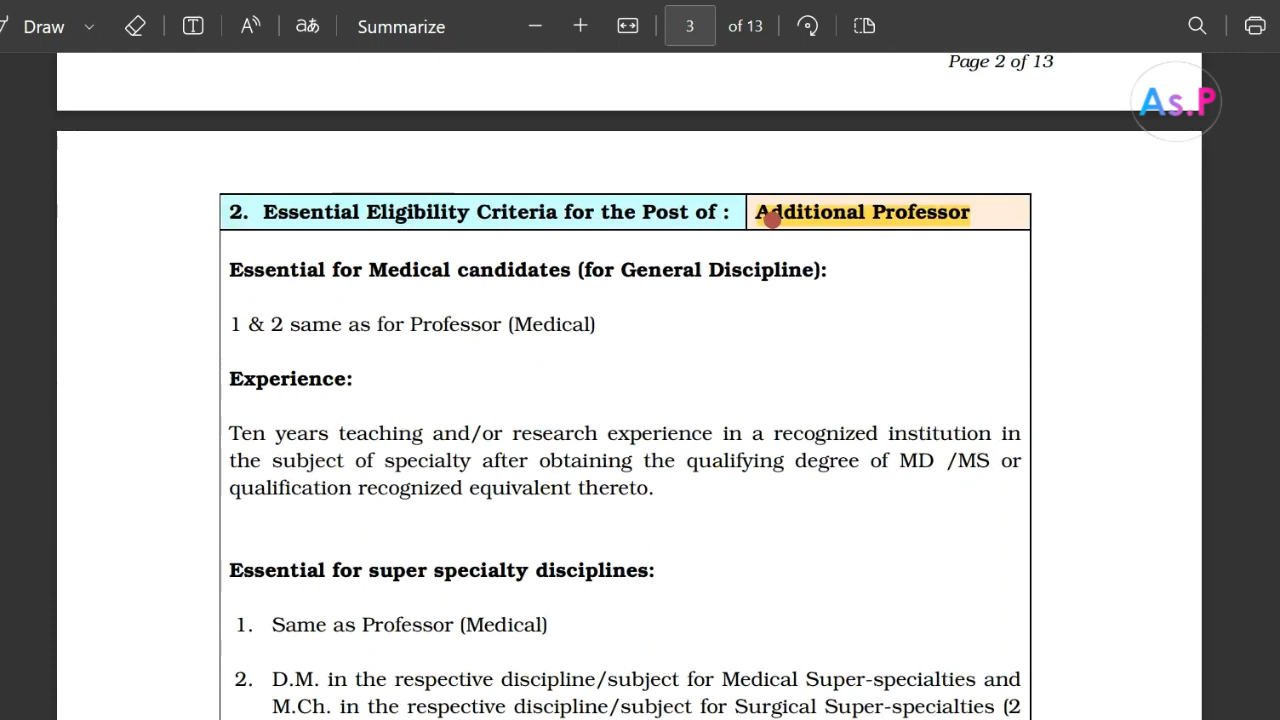 Draw
aあ
Summarize
3 of 13
Page 2 of 13
As.P
2. Essential Eligibility Criteria for the Post of : Additional Professor
Essential for Medical candidates (for General Discipline):
1 & 2 same as for Professor (Medical)
Experience:
Ten years teaching and/or research experience in a recognized institution in
the subject of specialty after obtaining the qualifying degree of MD /MS or
qualification recognized equivalent thereto.
Essential for super specialty disciplines:
1. Same as Professor (Medical)
2. D.M. in the respective discipline/subject for Medical Super-specialties and
M.Ch. in the respective discipline/subject for Surgical Super-specialties (2